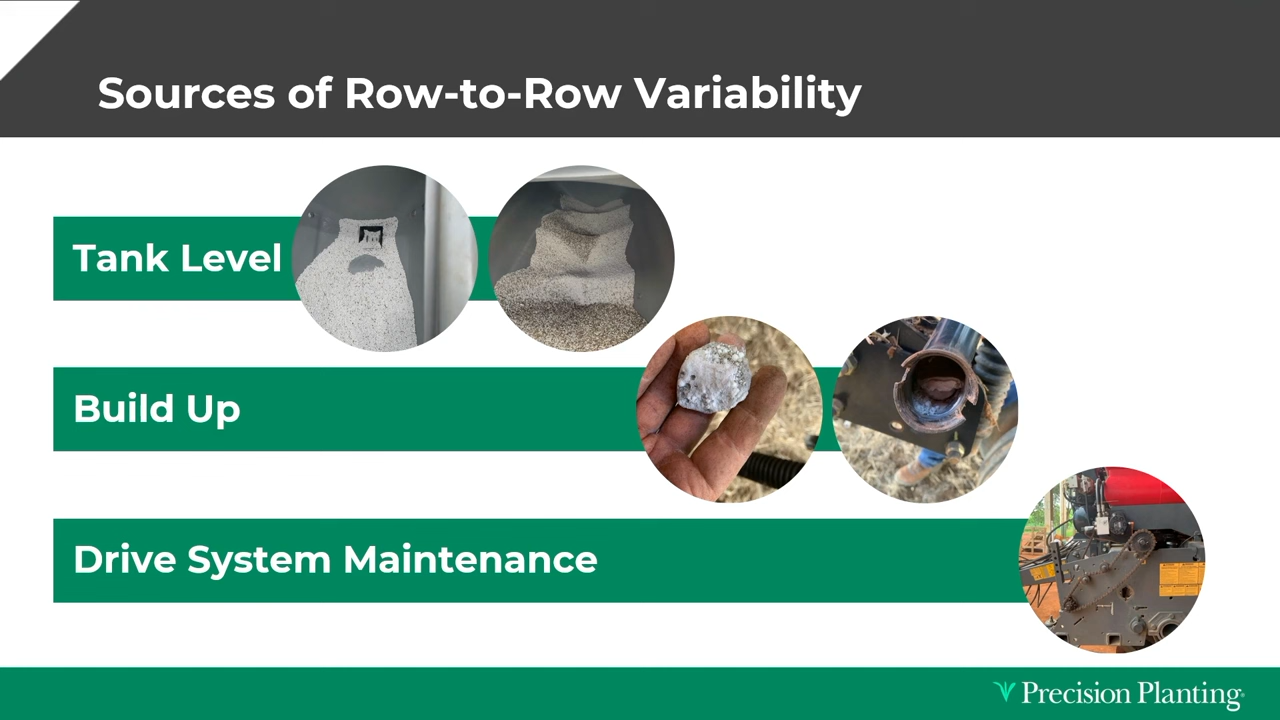 Sources of Row-to-Row Variability
Tank Level
Build Up
Drive System Maintenance
Precision Planting